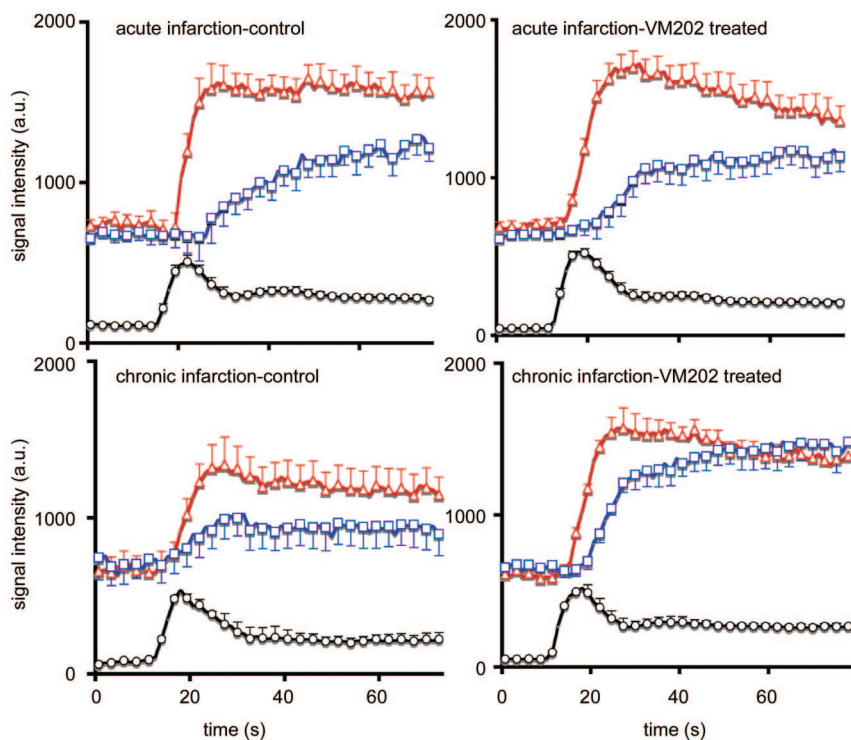 2000
acute infarction-control
1000
0
signal intensity (a.u.)
2000
acute infarction-VM202 treated
1000
0
2000
chronic infarction-control
1000
0
signal intensity (a.u.)
0 20 40 60
time (s)
2000
chronic infarction-VM202 treated
1000
0
0 20 40 60
time (s)